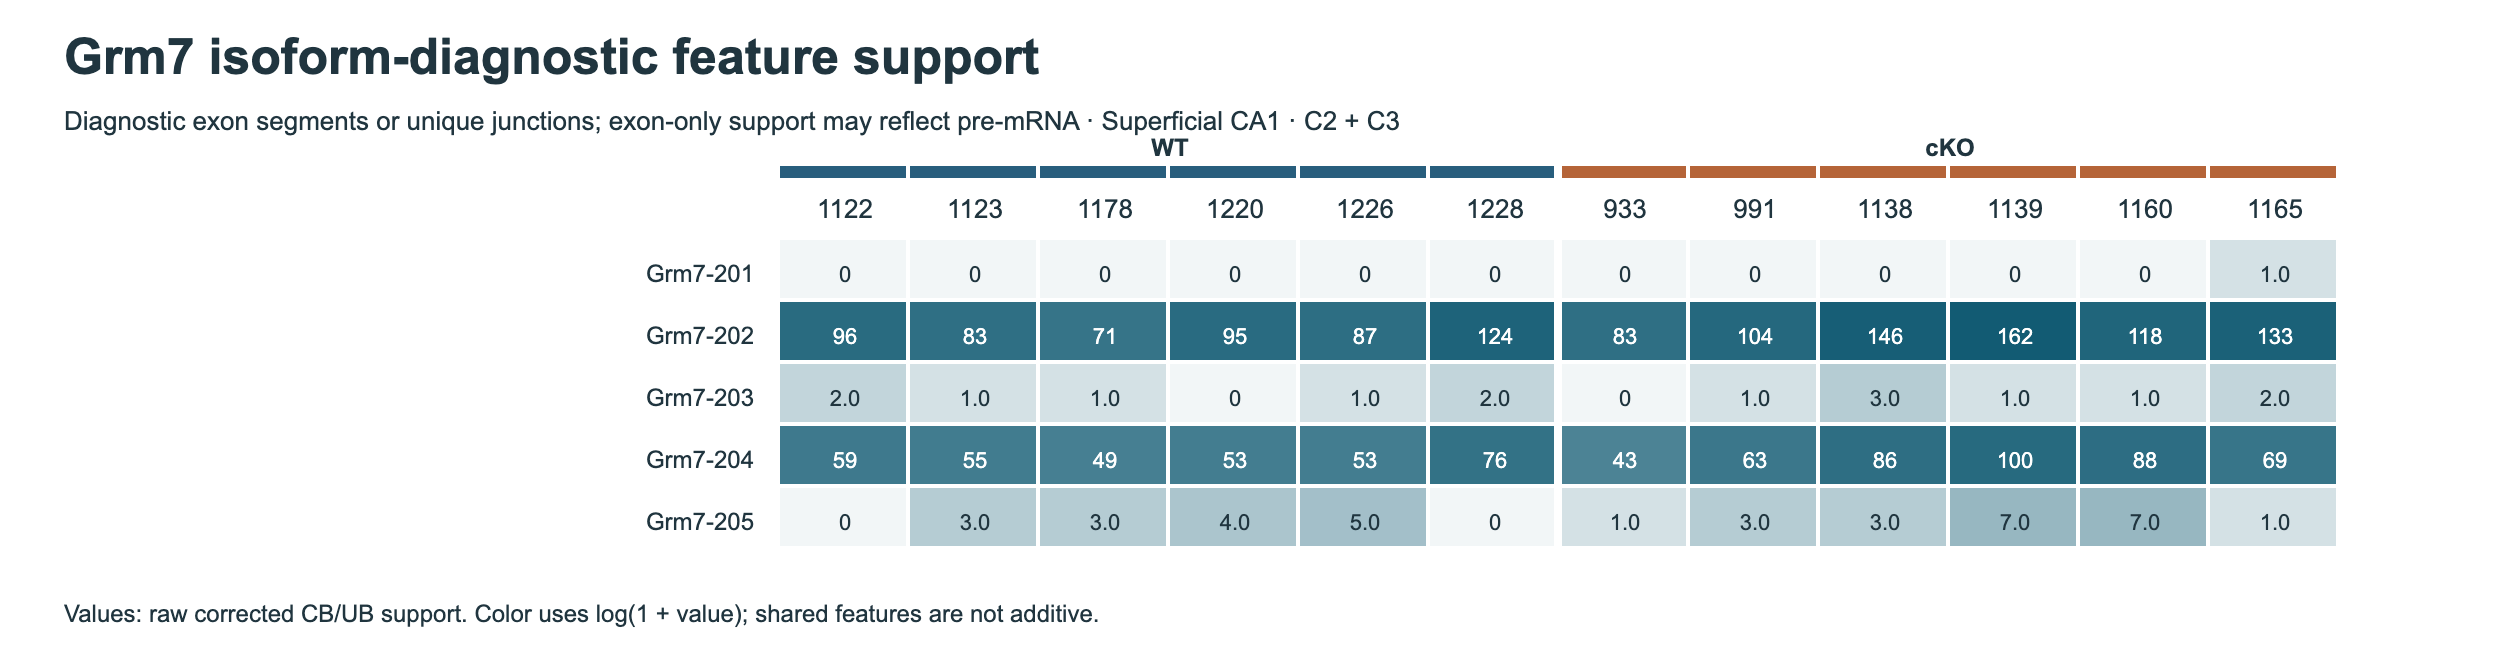 Grm7 isoform-diagnostic feature support
Diagnostic exon segments or unique junctions; exon-only support may reflect pre-mRNA · Superficial CA1 · C2 + C3
WT cKO
1122 1123 1178 1220 1226 1228 933 991 1138 1139 1160 1165
Grm7-201 0 0 0 0 0 0 0 0 0 0 0 1.0
Grm7-202 96 83 71 95 87 124 83 104 146 162 118 133
Grm7-203 2.0 1.0 1.0 0 1.0 2.0 0 1.0 3.0 1.0 1.0 2.0
Grm7-204 59 55 49 53 53 76 43 63 86 100 88 69
Grm7-205 0 3.0 3.0 4.0 5.0 0 1.0 3.0 3.0 7.0 7.0 1.0
Values: raw corrected CB/UB support. Color uses log(1 + value); shared features are not additive.